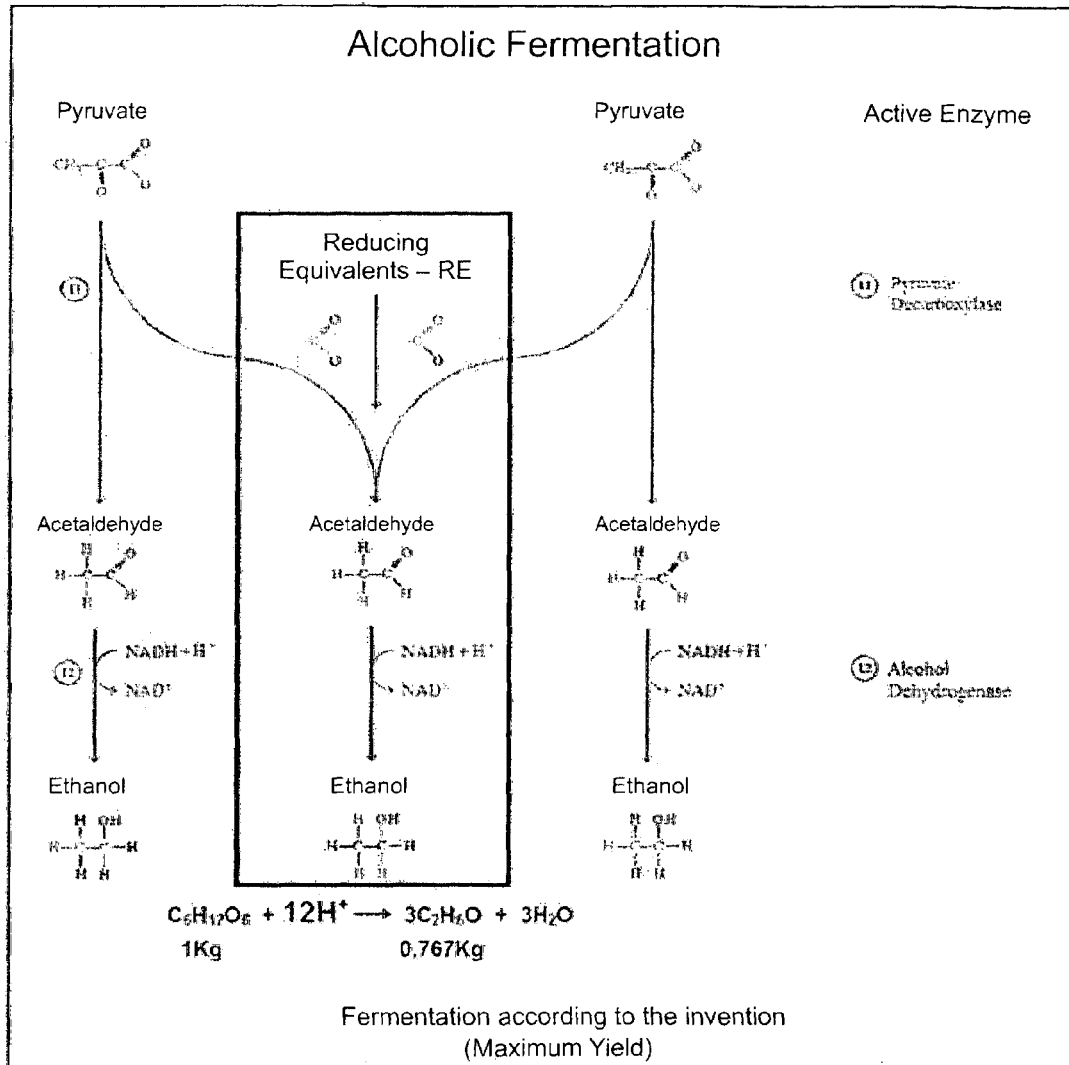 Alcoholic Fermentation
Pyruvate
Pyruvate
Active Enzyme
Reducing
Equivalents – RE
11
11 Pyruvate
Decarboxylase
Acetaldehyde
Acetaldehyde
Acetaldehyde
12
NADH+H⁺
NADH+H⁺
NADH+H⁺
NAD⁺
NAD⁺
NAD⁺
12 Alcohol
Dehydrogenase
Ethanol
Ethanol
Ethanol
C₆H₁₂O₆ + 12H⁺ → 3C₂H₆O + 3H₂O
1Kg 0,767Kg
Fermentation according to the invention
(Maximum Yield)